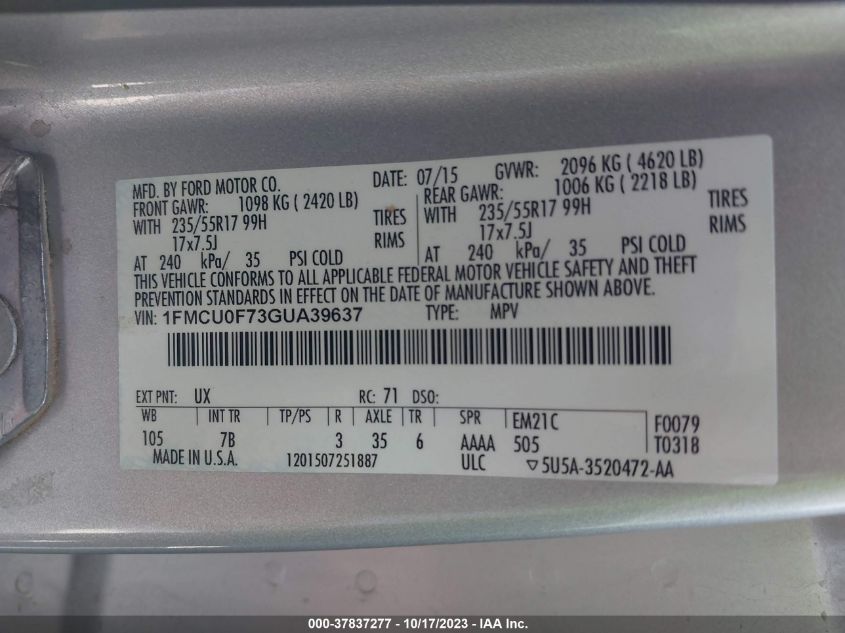 MFD. BY FORD MOTOR CO. DATE: 07/15 GVWR: 2096 KG ( 4620 LB)
FRONT GAWR: 1098 KG ( 2420 LB) REAR GAWR: 1006 KG ( 2218 LB)
WITH 235/55R17 99H TIRES WITH 235/55R17 99H TIRES
17x7.5J RIMS 17x7.5J RIMS
AT 240 kPa/ 35 PSI COLD AT 240 kPa/ 35 PSI COLD
THIS VEHICLE CONFORMS TO ALL APPLICABLE FEDERAL MOTOR VEHICLE SAFETY AND THEFT
PREVENTION STANDARDS IN EFFECT ON THE DATE OF MANUFACTURE SHOWN ABOVE.
VIN: 1FMCU0F73GUA39637 TYPE: MPV
EXT PNT: UX RC: 71 DSO:
WB INT TR TP/PS R AXLE TR SPR EM21C F0079
105 7B 3 35 6 AAAA 505 T0318
MADE IN U.S.A. 1201507251887 ULC ▽5U5A-3520472-AA
000-37837277 - 10/17/2023 - IAA Inc.